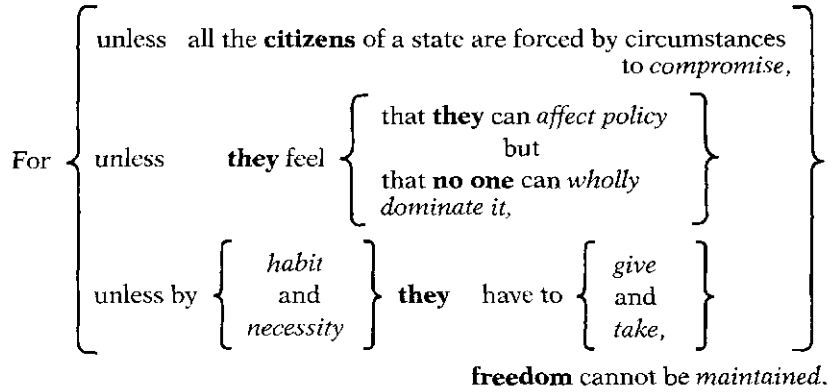 unless all the citizens of a state are forced by circumstances
to compromise,
that they can affect policy
but
For unless they feel
that no one can wholly
dominate it,
habit
unless by and they have to
necessity
give
and
take,
freedom cannot be maintained.